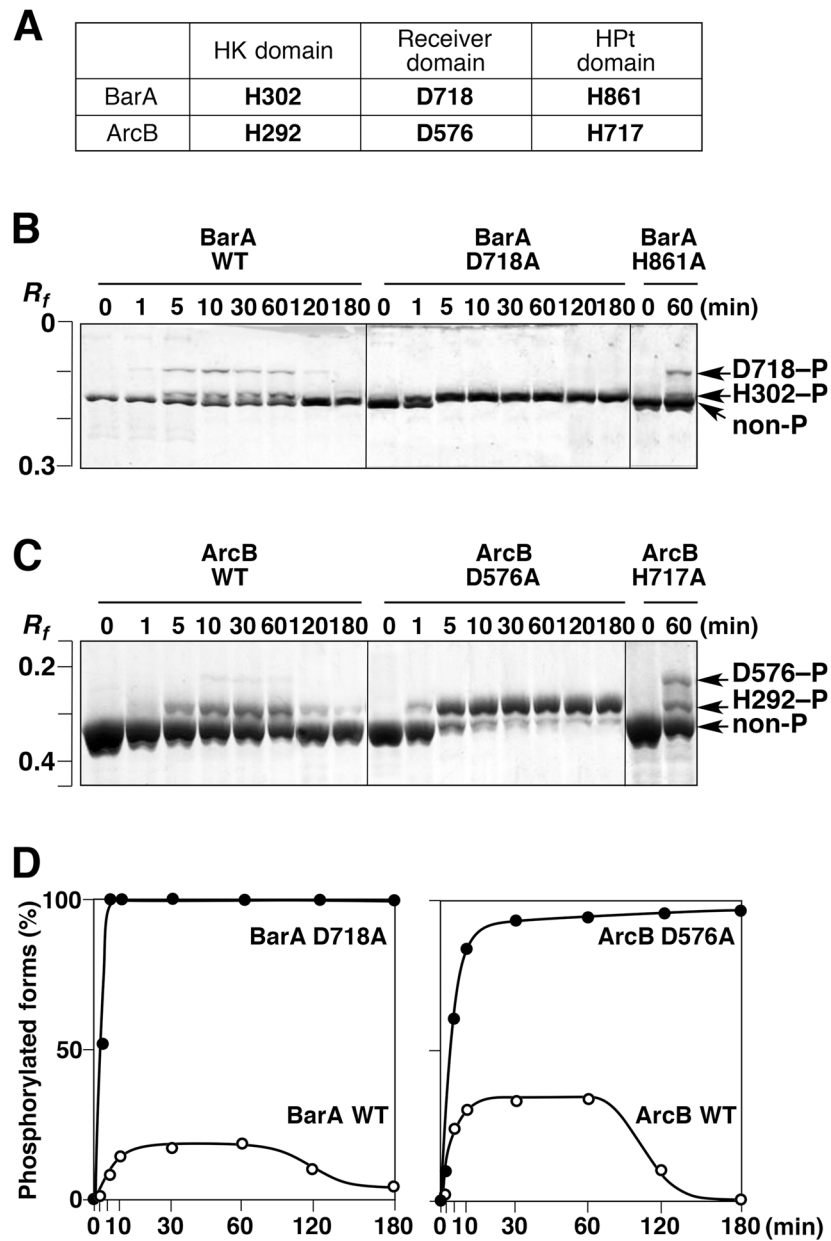 A
HK domain Receiver domain HPt domain
BarA H302 D718 H861
ArcB H292 D576 H717
B
BarA WT BarA D718A BarA H861A
Rf 0 1 5 10 30 60 120 180 0 1 5 10 30 60 120 180 0 60 (min)
0
D718–P
H302–P
non-P
0.3
C
ArcB WT ArcB D576A ArcB H717A
Rf 0 1 5 10 30 60 120 180 0 1 5 10 30 60 120 180 0 60 (min)
0.2
D576–P
H292–P
non-P
0.4
D
Phosphorylated forms (%)
100
50
0
BarA D718A
BarA WT
0 10 30 60 120 180
ArcB D576A
ArcB WT
0 10 30 60 120 180 (min)